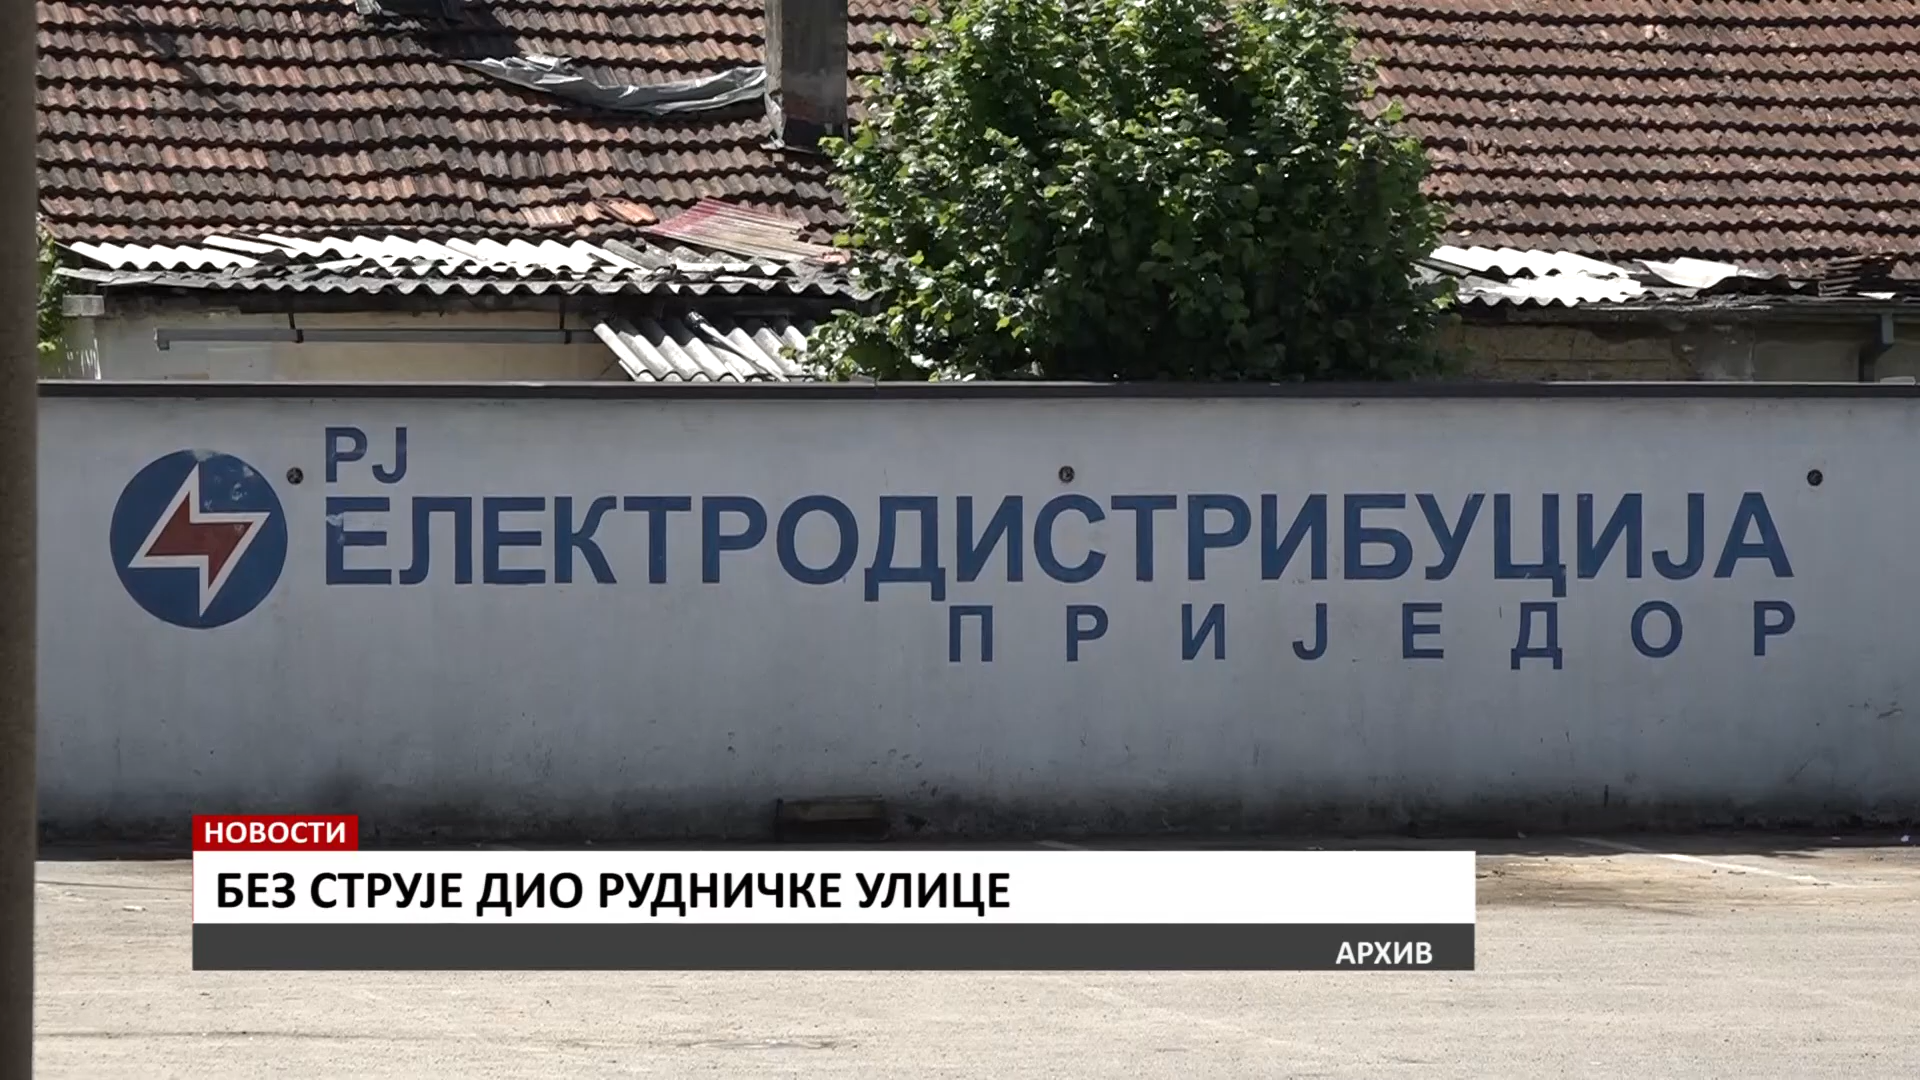 РЈ
ЕЛЕКТРОДИСТРИБУЦИЈА
ПРИЈЕДОР
НОВОСТИ
БЕЗ СТРУЈЕ ДИО РУДНИЧКЕ УЛИЦЕ
АРХИВ